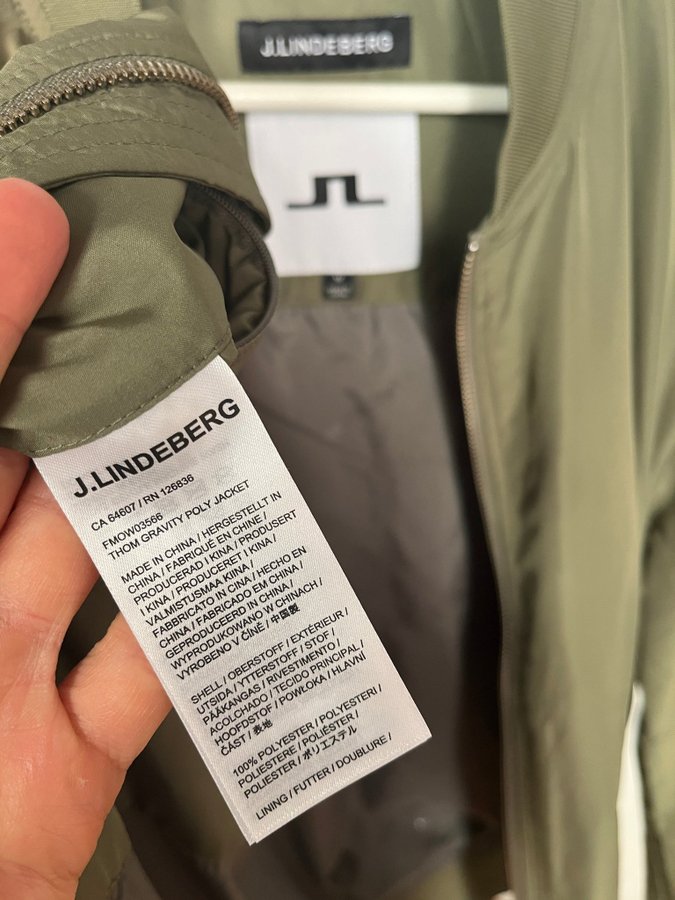 J.LINDEBERG
J.LINDEBERG
CA 64607 / RN 126836
FMOW03566
THOM GRAVITY POLY JACKET
MADE IN CHINA / HERGESTELLT IN
CHINA / FABRIQUÉ EN CHINE /
PRODUCERAD I KINA / PRODUSERT
I KINA / PRODUCERET I KINA /
VALMISTUSMAA KIINA /
FABBRICATO IN CINA / HECHO EN
CHINA / FABRICADO EM CHINA /
GEPRODUCEERD IN CHINA /
WYPRODUKOWANO W CHINACH /
VYROBENO V ČÍNĚ / 中国製
SHELL / OBERSTOFF / EXTÉRIEUR /
UTSIDA / YTTERSTOFF / STOF /
PÄÄKANGAS / RIVESTIMENTO /
ACOLCHADO / TECIDO PRINCIPAL /
HOOFDSTOF / POWŁOKA / HLAVNÍ
ČÁST / 表地
100% POLYESTER / POLYESTERI /
POLIESTERE / POLIÉSTER /
POLIESTER / ポリエステル
LINING / FUTTER / DOUBLURE /